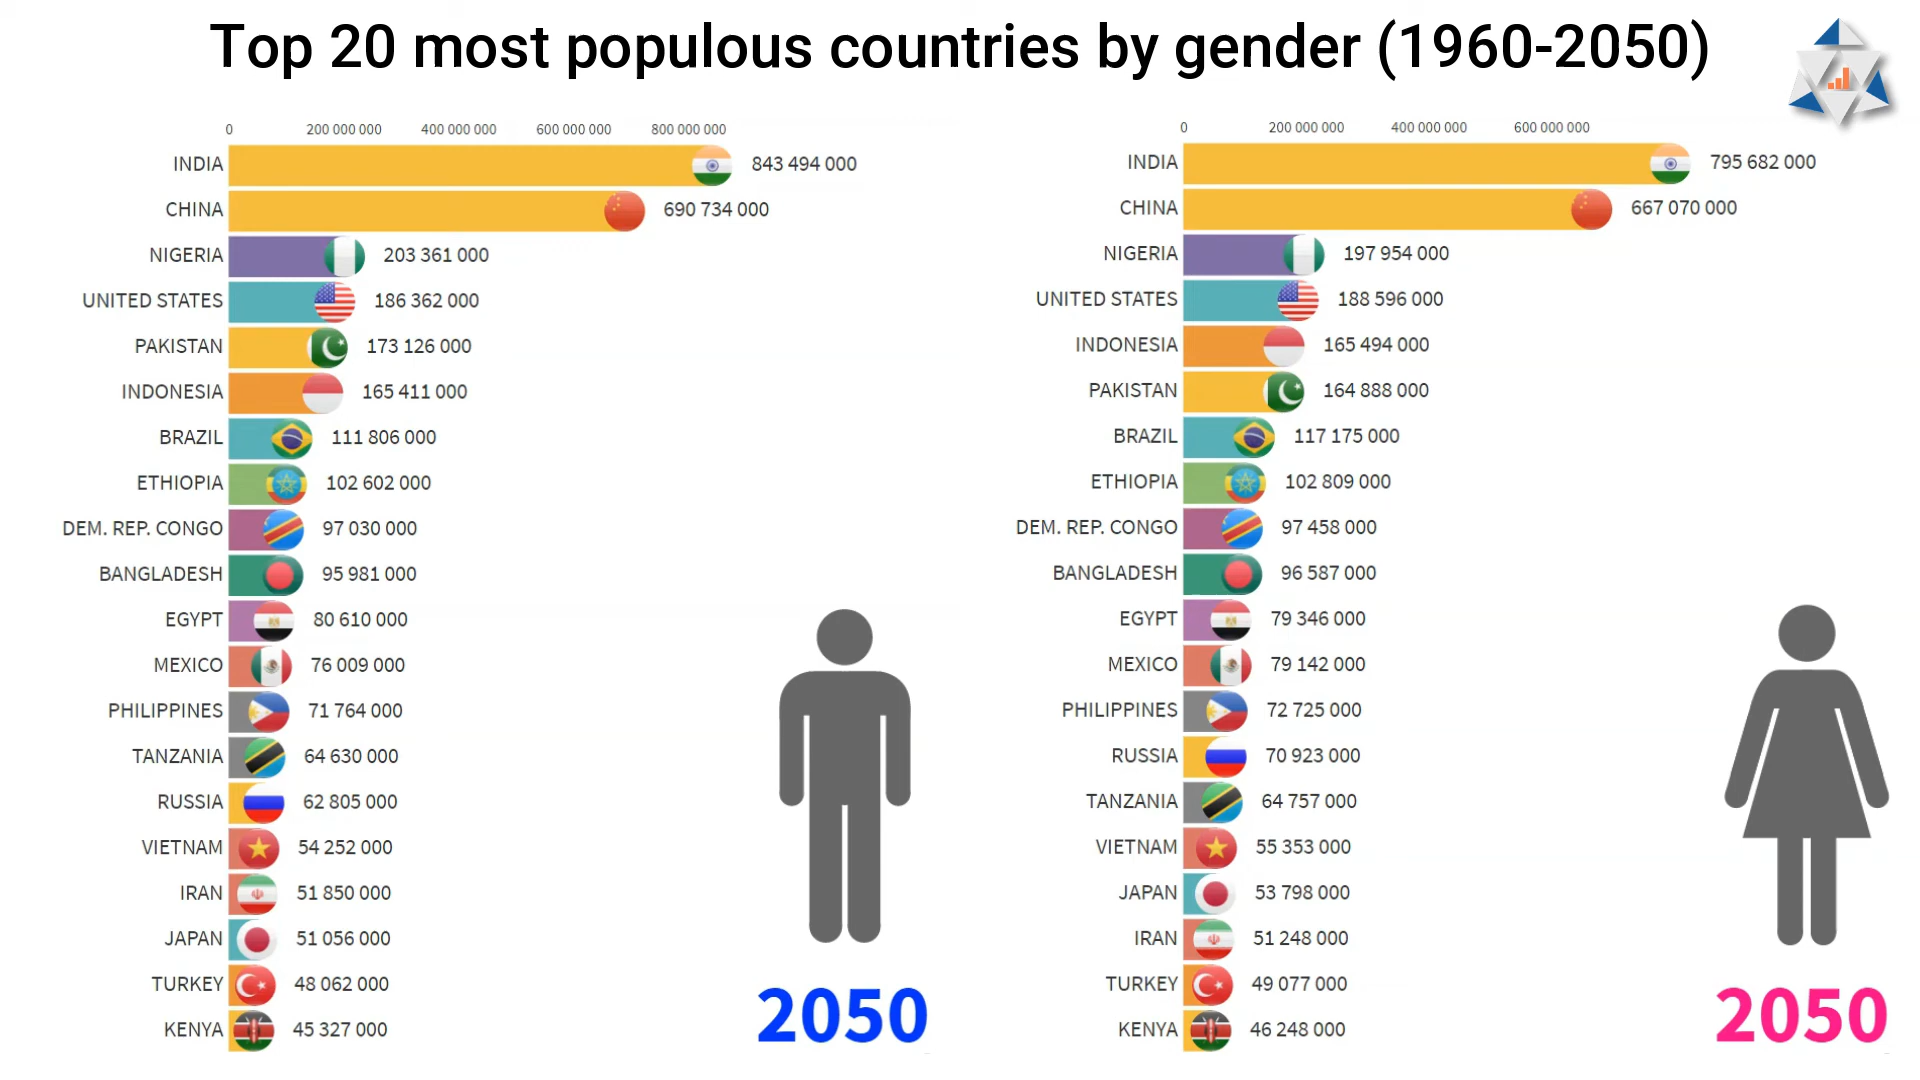 Top 20 most populous countries by gender (1960-2050)
0 200 000 000 400 000 000 600 000 000 800 000 000
INDIA 843 494 000
CHINA 690 734 000
NIGERIA 203 361 000
UNITED STATES 186 362 000
PAKISTAN 173 126 000
INDONESIA 165 411 000
BRAZIL 111 806 000
ETHIOPIA 102 602 000
DEM. REP. CONGO 97 030 000
BANGLADESH 95 981 000
EGYPT 80 610 000
MEXICO 76 009 000
PHILIPPINES 71 764 000
TANZANIA 64 630 000
RUSSIA 62 805 000
VIETNAM 54 252 000
IRAN 51 850 000
JAPAN 51 056 000
TURKEY 48 062 000
KENYA 45 327 000
2050
0 200 000 000 400 000 000 600 000 000
INDIA 795 682 000
CHINA 667 070 000
NIGERIA 197 954 000
UNITED STATES 188 596 000
INDONESIA 165 494 000
PAKISTAN 164 888 000
BRAZIL 117 175 000
ETHIOPIA 102 809 000
DEM. REP. CONGO 97 458 000
BANGLADESH 96 587 000
EGYPT 79 346 000
MEXICO 79 142 000
PHILIPPINES 72 725 000
RUSSIA 70 923 000
TANZANIA 64 757 000
VIETNAM 55 353 000
JAPAN 53 798 000
IRAN 51 248 000
TURKEY 49 077 000
KENYA 46 248 000
2050